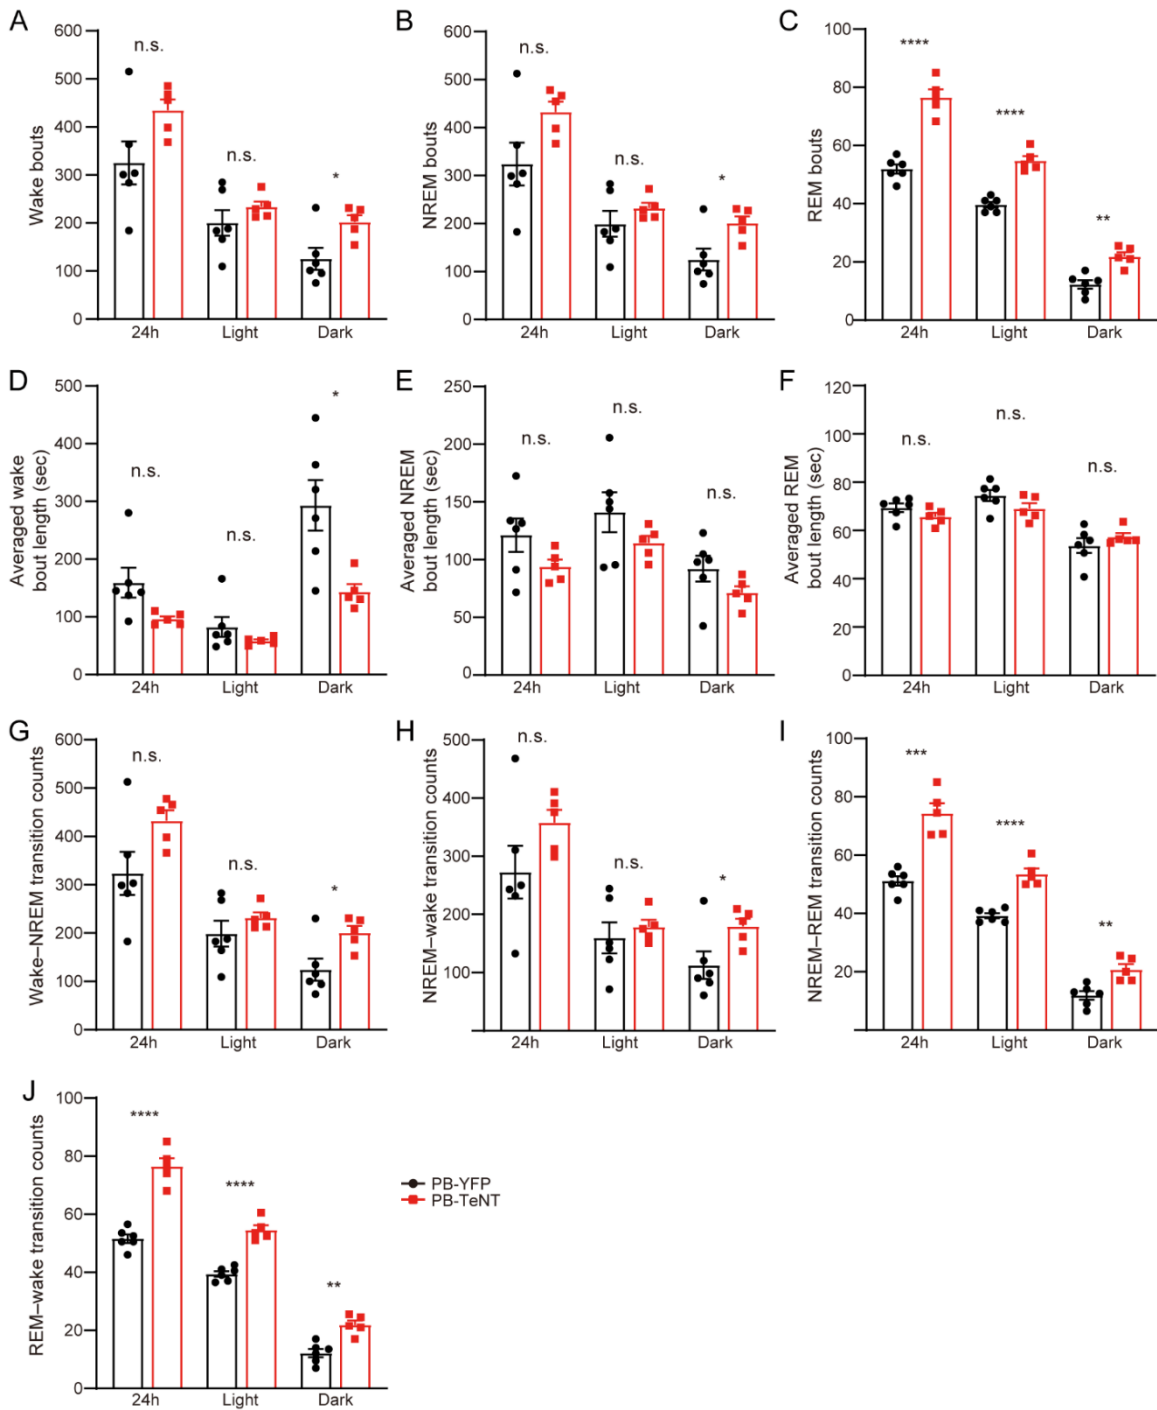 A
Wake bouts
600
500
400
300
200
100
0
n.s.
n.s.
*
24h Light Dark
B
NREM bouts
600
500
400
300
200
100
0
n.s.
n.s.
*
24h Light Dark
C
REM bouts
100
80
60
40
20
0
****
****
**
24h Light Dark
D
Averaged wake
bout length (sec)
500
400
300
200
100
0
n.s.
n.s.
*
24h Light Dark
E
Averaged NREM
bout length (sec)
250
200
150
100
50
0
n.s.
n.s.
n.s.
24h Light Dark
F
Averaged REM
bout length (sec)
120
100
80
60
40
20
0
n.s.
n.s.
n.s.
24h Light Dark
G
Wake–NREM transition counts
600
500
400
300
200
100
0
n.s.
n.s.
*
24h Light Dark
H
NREM–wake transition counts
500
400
300
200
100
n.s.
n.s.
*
24h Light Dark
I
NREM–REM transition counts
100
80
60
40
20
***
****
**
24h Light Dark
J
REM–wake transition counts
100
80
60
40
20
0
****
****
**
24h Light Dark
PB-YFP
PB-TeNT